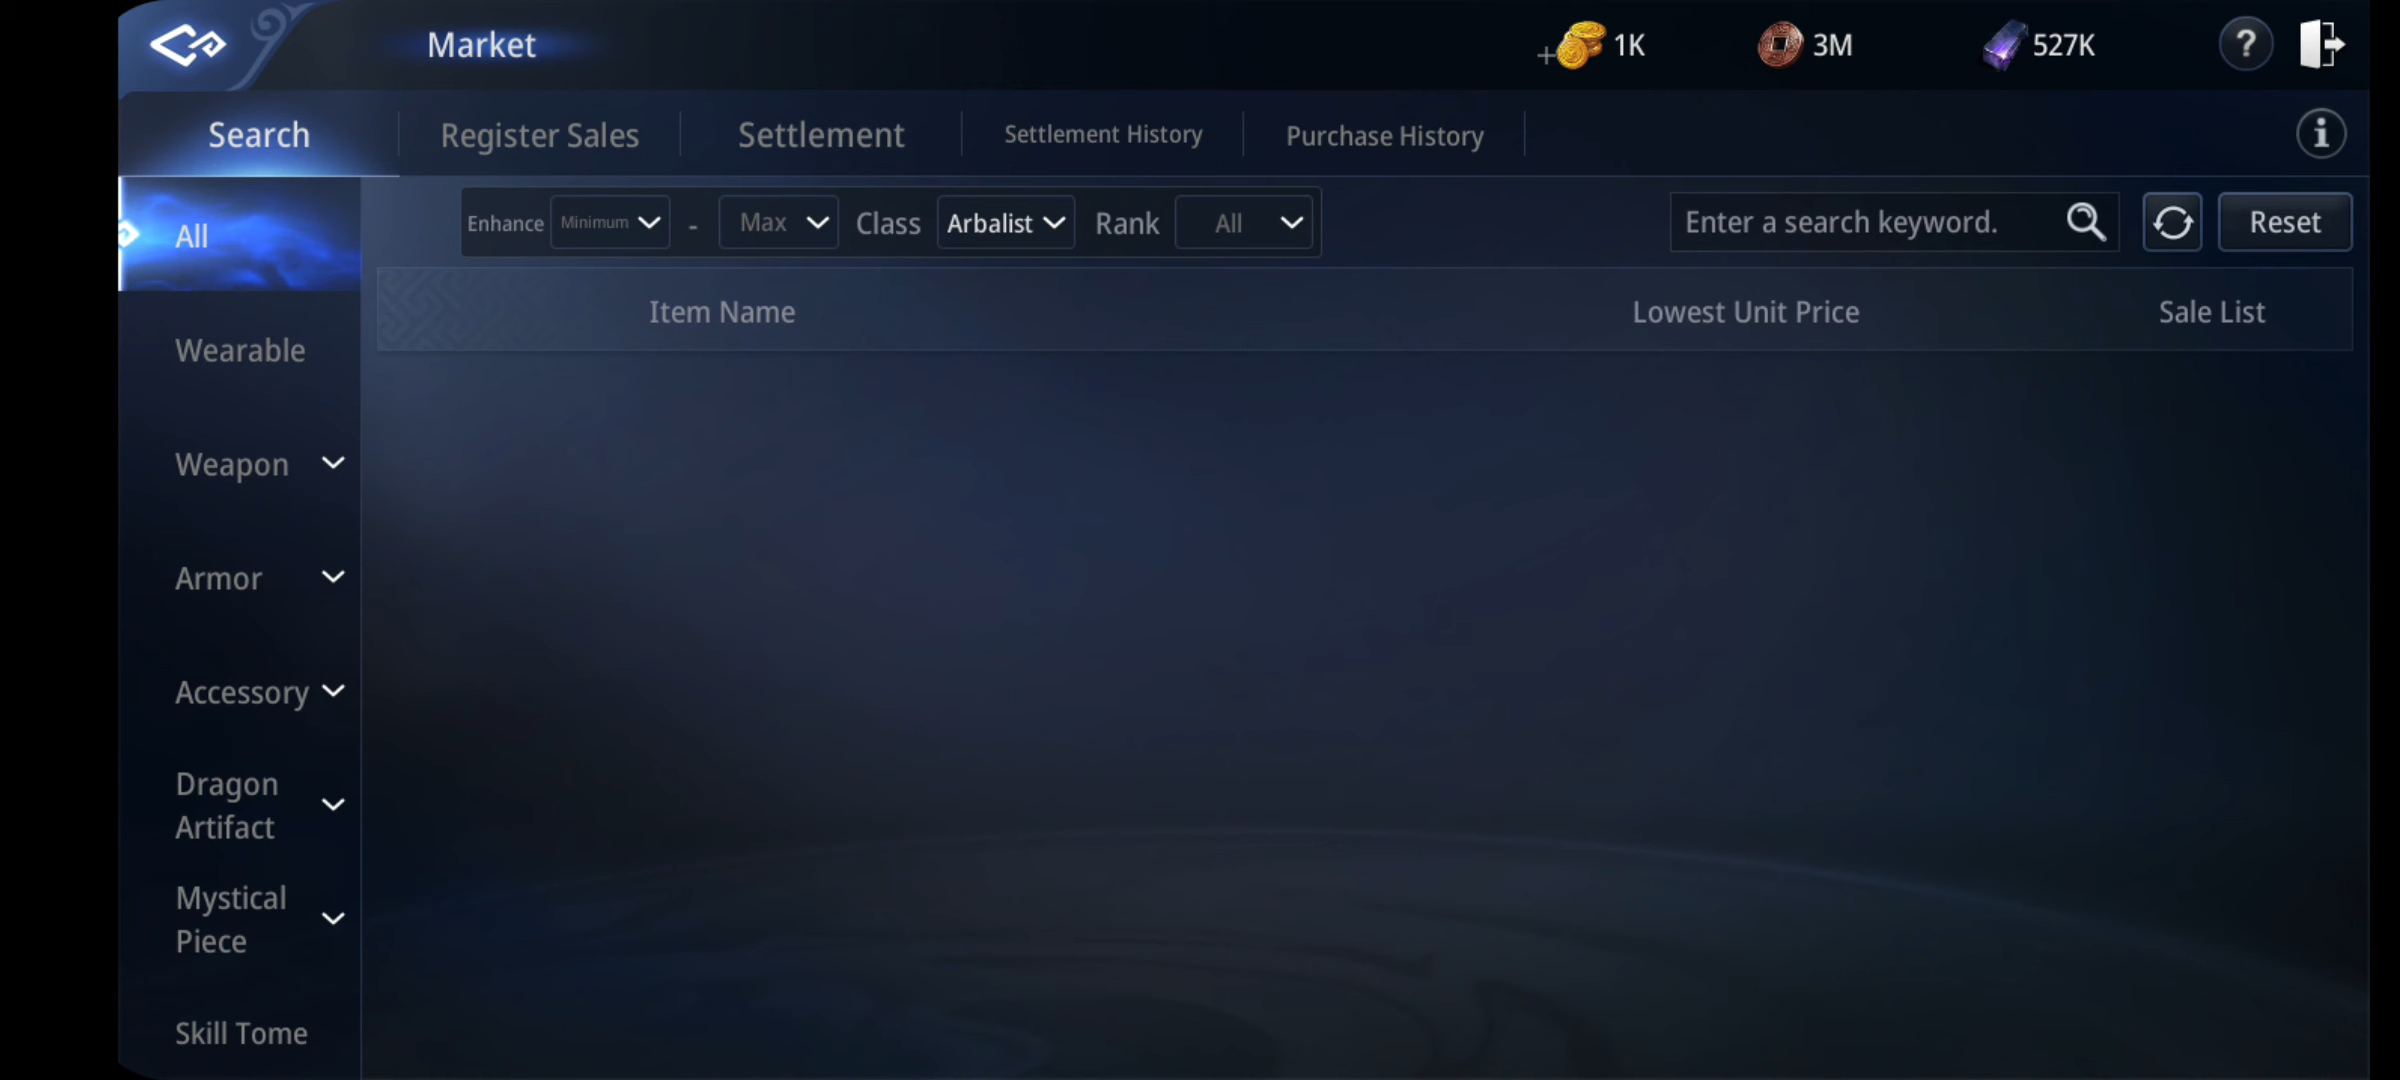 Market
1K
3M
527K
?
Search
Register Sales
Settlement
Settlement History
Purchase History
i
All
Enhance Minimum - Max Class Arbalist Rank All
Enter a search keyword.
Reset
Item Name
Lowest Unit Price
Sale List
Wearable
Weapon
Armor
Accessory
Dragon
Artifact
Mystical
Piece
Skill Tome